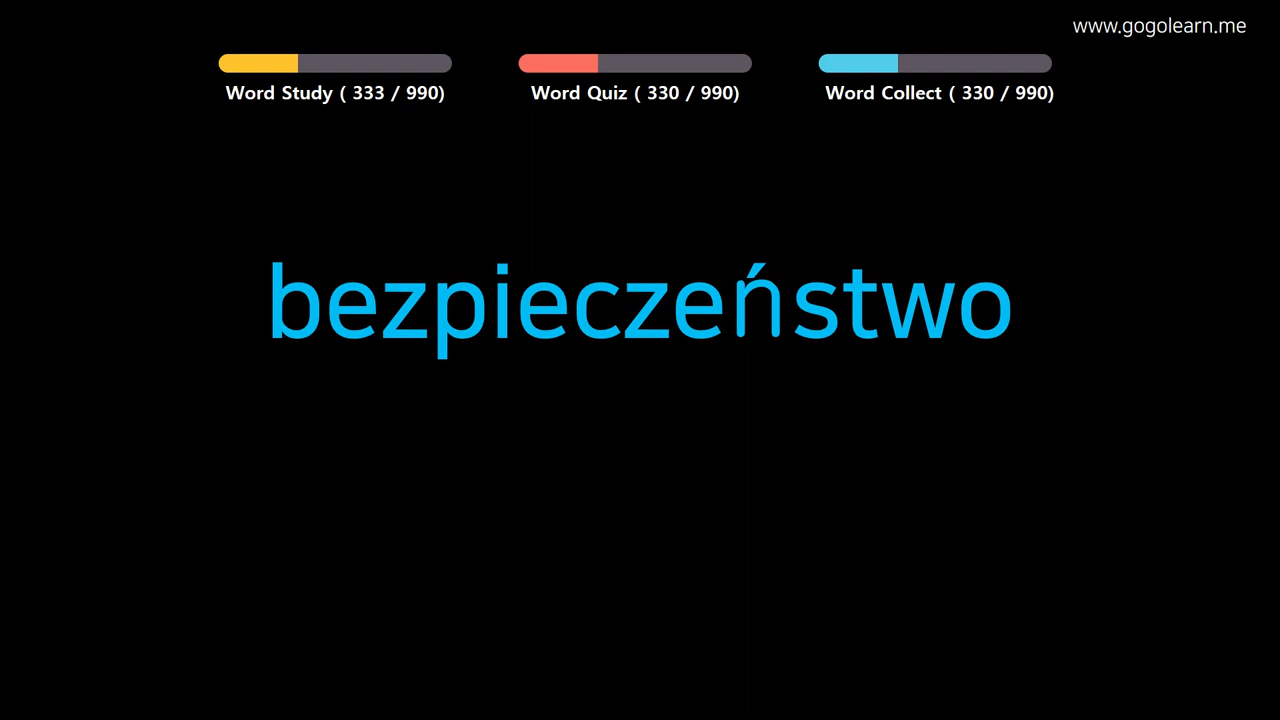 www.gogolearn.me
Word Study ( 333 / 990)
Word Quiz ( 330 / 990)
Word Collect ( 330 / 990)
bezpieczeństwo